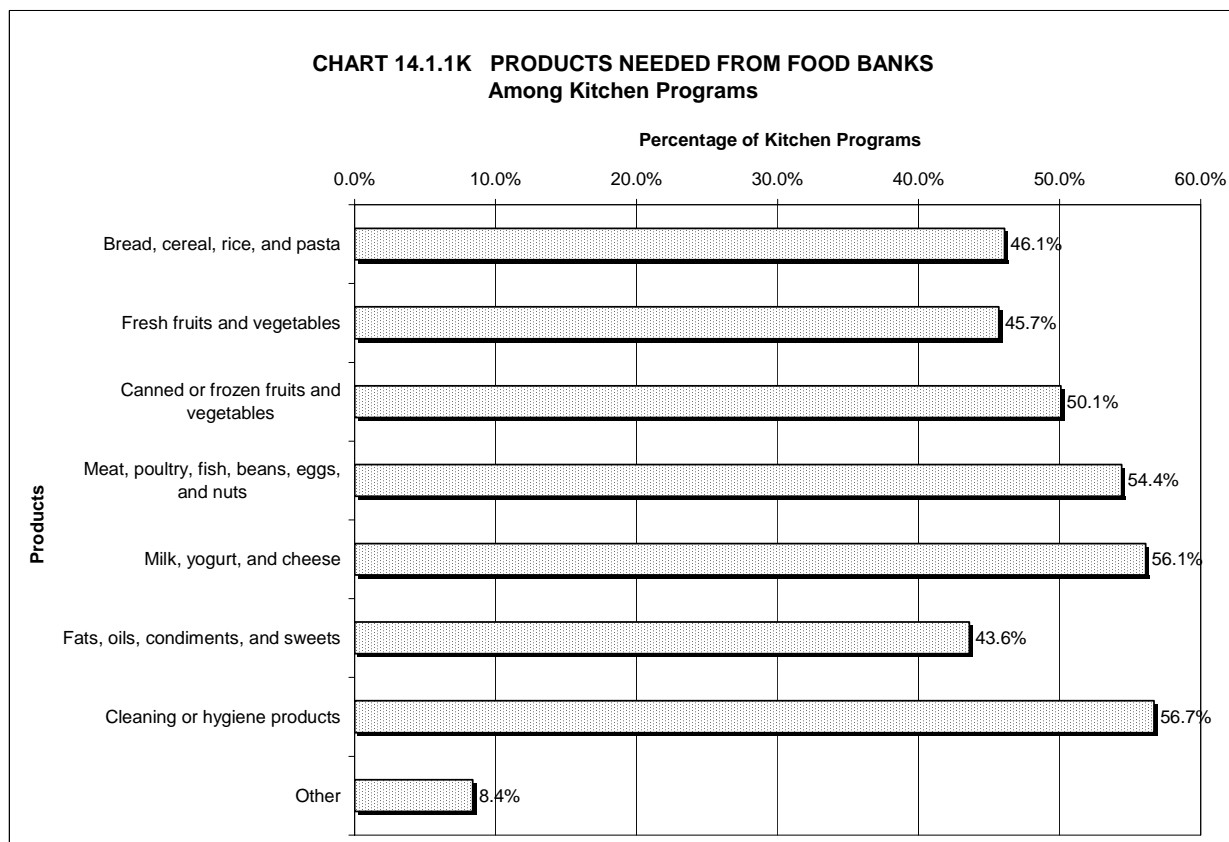 CHART 14.1.1K PRODUCTS NEEDED FROM FOOD BANKS
Among Kitchen Programs
Percentage of Kitchen Programs
0.0% 10.0% 20.0% 30.0% 40.0% 50.0% 60.0%
Products
Bread, cereal, rice, and pasta 46.1%
Fresh fruits and vegetables 45.7%
Canned or frozen fruits and
vegetables 50.1%
Meat, poultry, fish, beans, eggs,
and nuts 54.4%
Milk, yogurt, and cheese 56.1%
Fats, oils, condiments, and sweets 43.6%
Cleaning or hygiene products 56.7%
Other 8.4%